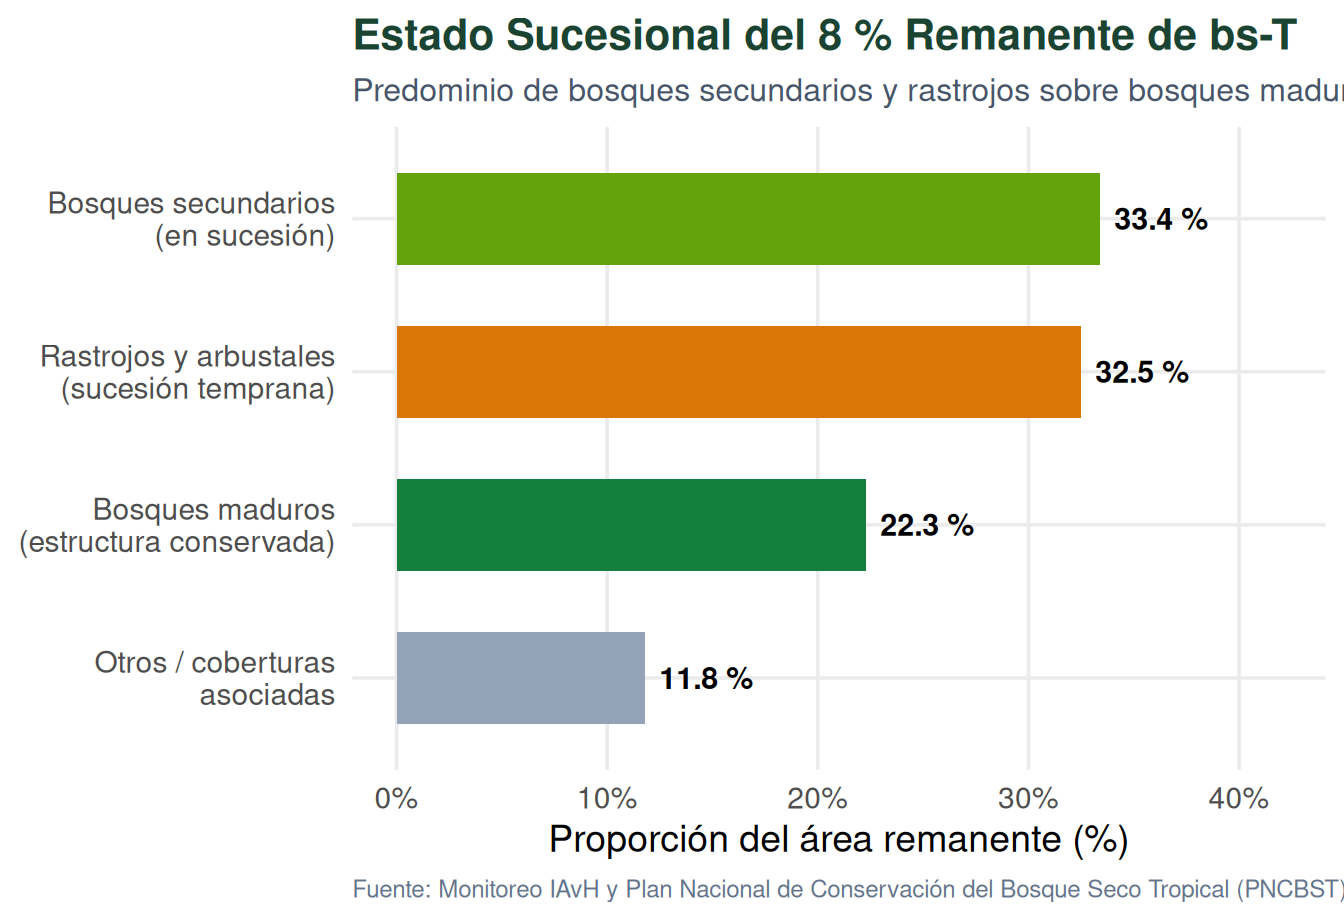 Estado Sucesional del 8 % Remanente de bs-T
Predominio de bosques secundarios y rastrojos sobre bosques
Bosques secundarios
(en sucesión)
33.4 %
Rastrojos y arbustales
(sucesión temprana)
32.5 %
Bosques maduros
(estructura conservada)
22.3 %
Otros / coberturas
asociadas
11.8 %
0% 10% 20% 30% 40%
Proporción del área remanente (%)
Fuente: Monitoreo IAvH y Plan Nacional de Conservación del Bosque Seco Tropical (PNCBST)